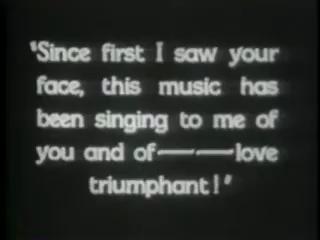 "Since first I saw your
face, this music has
been singing to me of
you and of———love
triumphant!"